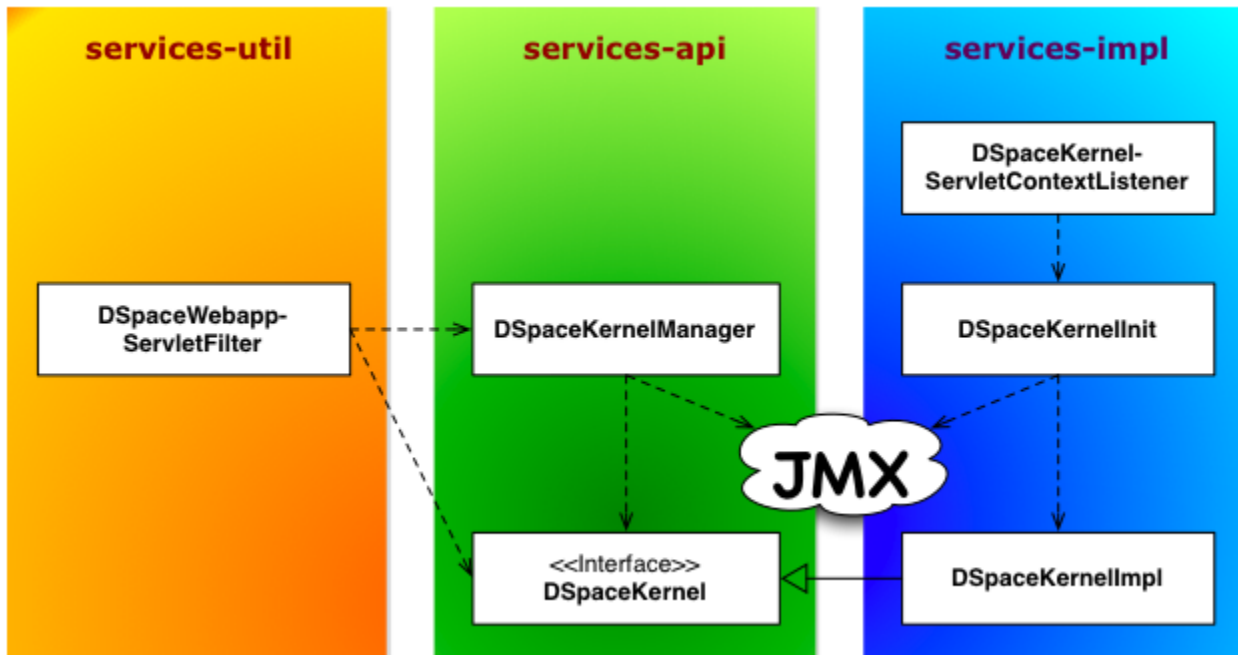 services-util
services-api
services-impl
DSpaceKernel-
ServletContextListener
DSpaceWebapp-
ServletFilter
DSpaceKernelManager
DSpaceKernelInit
JMX
<<Interface>>
DSpaceKernel
DSpaceKernelImpl